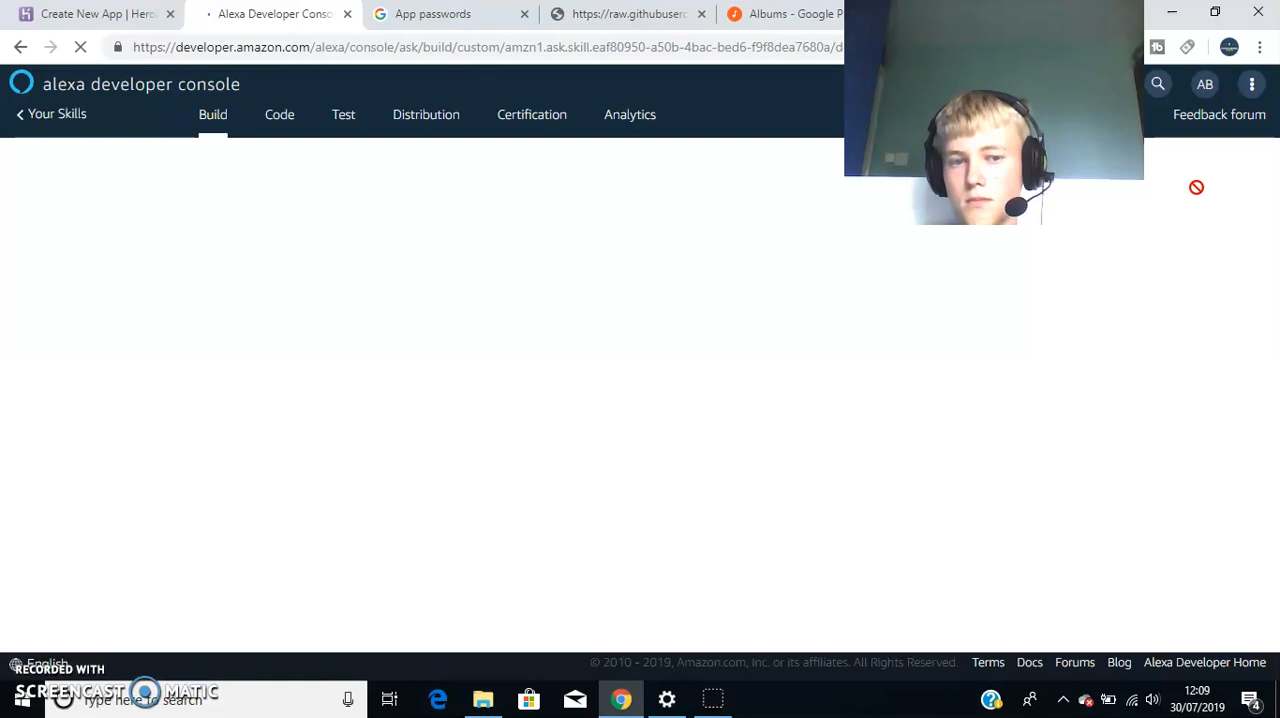 Create New App | Hero
Alexa Developer Conso
App passwords
https://raw.githubuserc
Albums - Google P
https://developer.amazon.com/alexa/console/ask/build/custom/amzn1.ask.skill.eaf80950-a50b-4bac-bed6-f9f8dea7680a/d
alexa developer console
AB
Your Skills
Build
Code
Test
Distribution
Certification
Analytics
Feedback forum
English
© 2010 - 2019, Amazon.com, Inc. or its affiliates. All Rights Reserved.
Terms
Docs
Forums
Blog
Alexa Developer Home
RECORDED WITH
SCREENCAST MATIC
Type here to search
12:09
30/07/2019
4